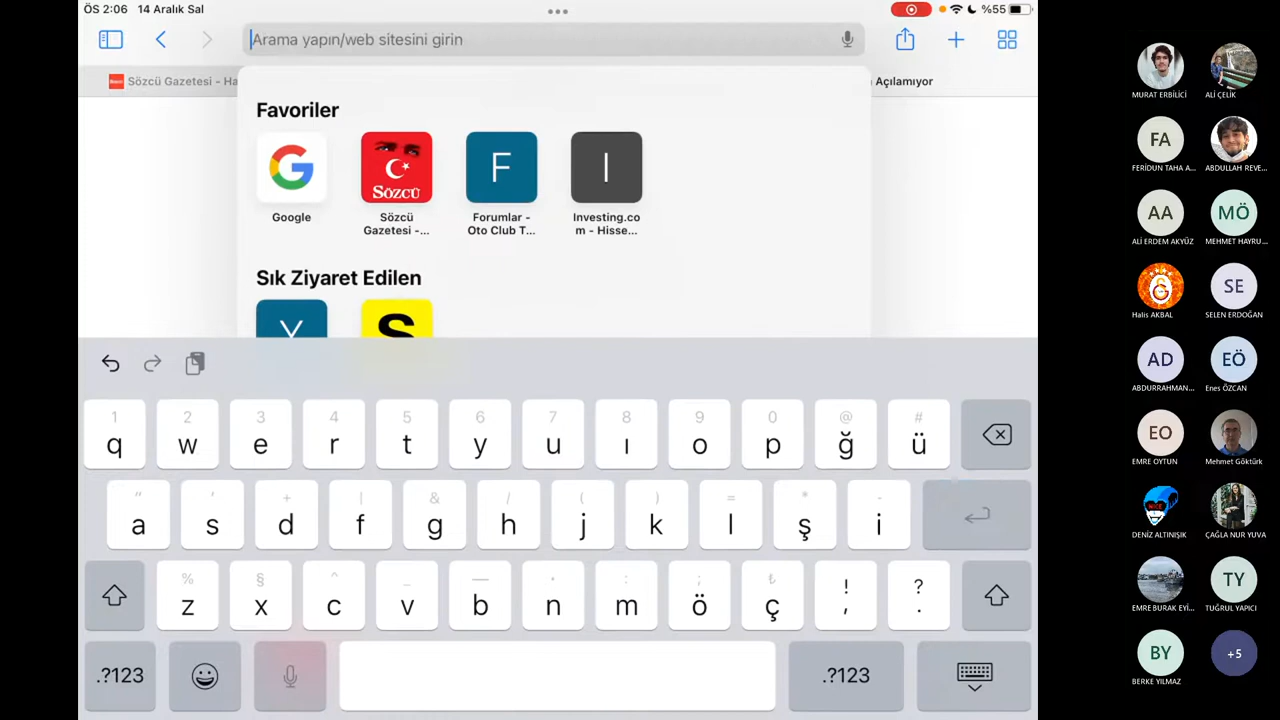 ÖS 2:06 14 Aralık Sal
%55
Arama yapın/web sitesini girin
Sözcü Gazetesi - Ha
Açılamıyor
Favoriler
SÖZCÜ
F
I
Google
Sözcü
Gazetesi -...
Forumlar -
Oto Club T...
Investing.co
m - Hisse...
Sık Ziyaret Edilen
Y
S
1 2 3 4 5 6 7 8 9 0 @ #
q w e r t y u ı o p ğ ü
" ' + | & / ( ) = * -
a s d f g h j k l ş i
% § ^ _ — · : ; ₺ ! ?
z x c v b n m ö ç , .
.?123
.?123
MURAT ERBİLİCİ
ALİ ÇELİK
FA
FERİDUN TAHA A...
ABDULLAH REVE...
AA
MÖ
ALİ ERDEM AKYÜZ
MEHMET HAYRU...
SE
Halis AKBAL
SELEN ERDOĞAN
AD
EÖ
ABDURRAHMAN...
Enes ÖZCAN
EO
EMRE OYTUN
Mehmet Göktürk
DENİZ ALTINIŞIK
ÇAĞLA NUR YUVA
TY
EMRE BURAK EYİ...
TUĞRUL YAPICI
BY
+5
BERKE YILMAZ